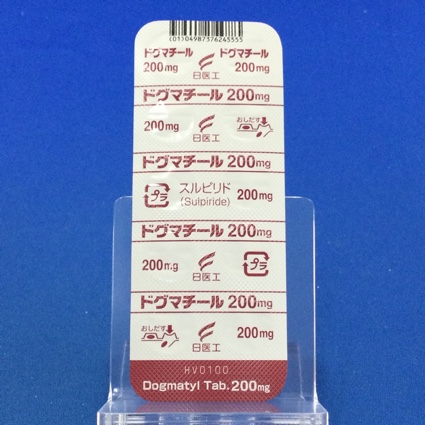 (01)04987376245555
ドグマチール ドグマチール
200mg 日医工 200mg
ドグマチール 200mg
200mg 日医工 おしだす
ドグマチール 200mg
プラ スルピリド (Sulpiride) 200mg
ドグマチール 200mg
200mg 日医工 プラ
ドグマチール 200mg
おしだす 日医工 200mg
HV0100
Dogmatyl Tab. 200mg